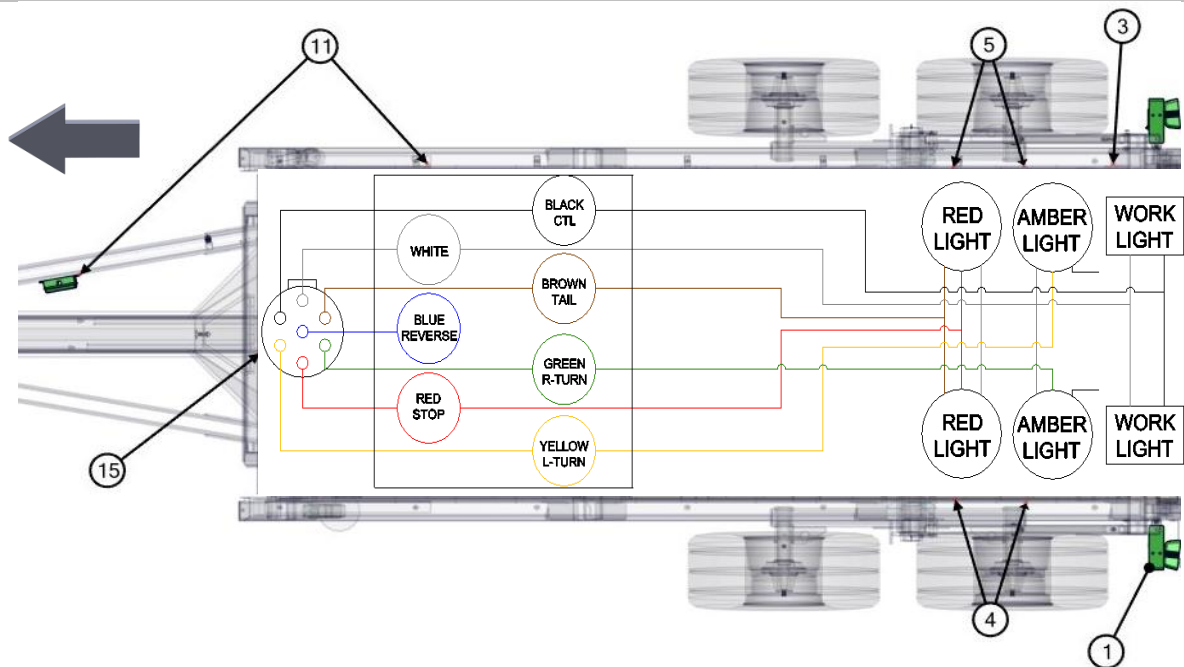 11
5
3
BLACK
CTL
WHITE
BROWN
TAIL
BLUE
REVERSE
GREEN
R-TURN
RED
STOP
YELLOW
L-TURN
RED
LIGHT
AMBER
LIGHT
WORK
LIGHT
RED
LIGHT
AMBER
LIGHT
WORK
LIGHT
15
4
1